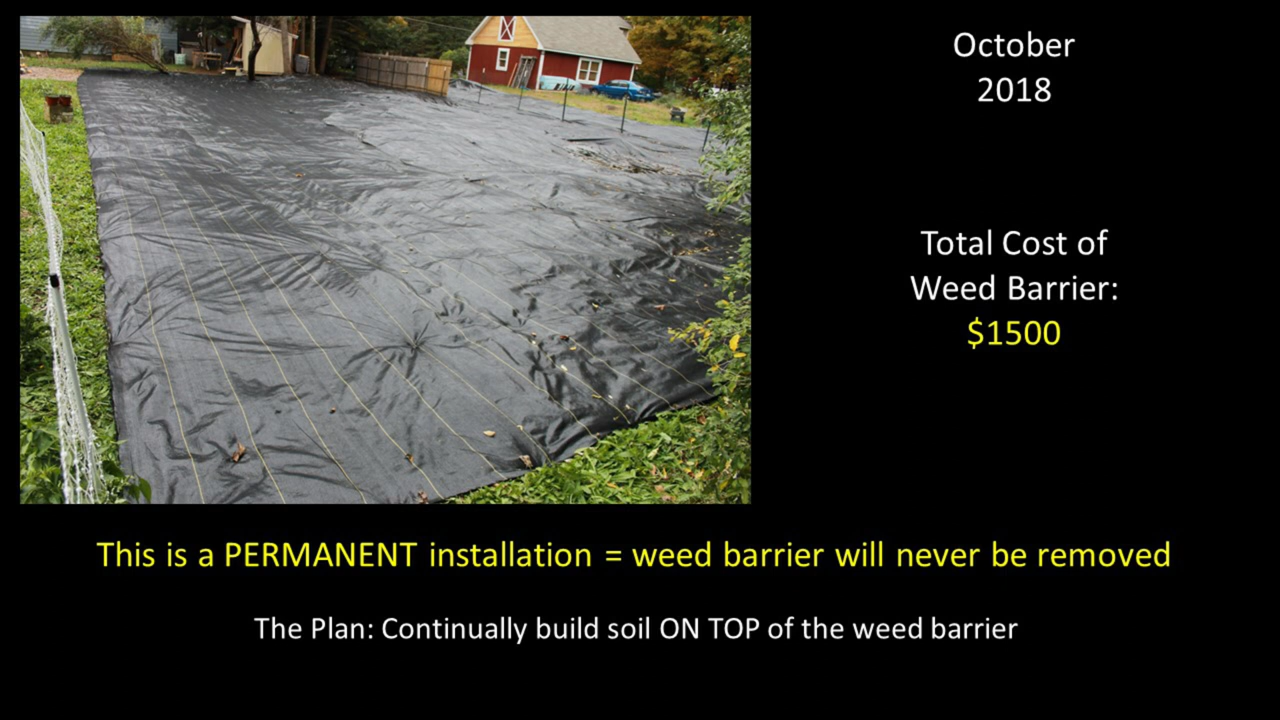 October
2018
Total Cost of
Weed Barrier:
$1500
This is a PERMANENT installation = weed barrier will never be removed
The Plan: Continually build soil ON TOP of the weed barrier